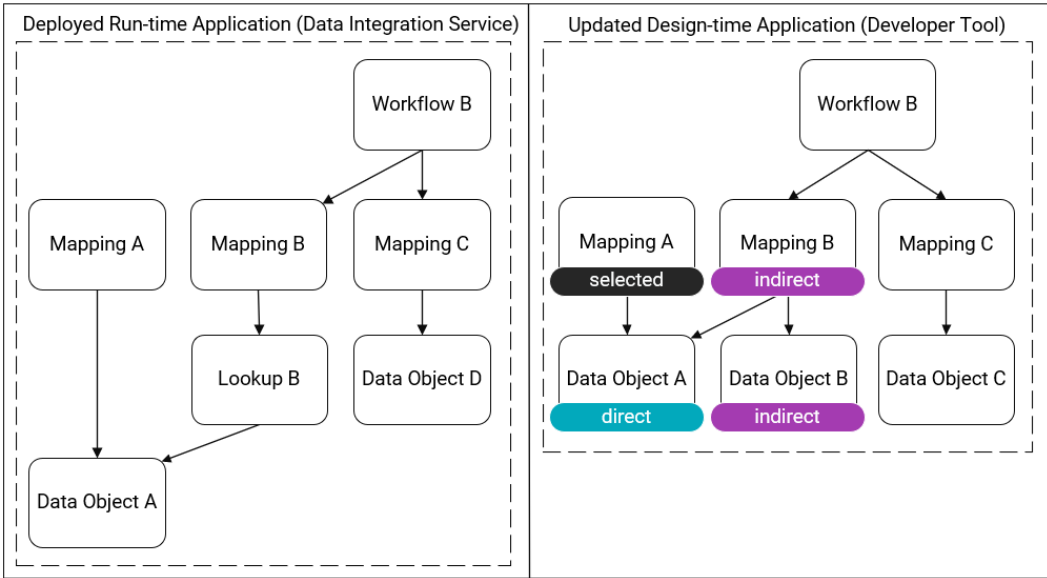 Deployed Run-time Application (Data Integration Service)
Workflow B
Mapping A
Mapping B
Mapping C
Lookup B
Data Object D
Data Object A
Updated Design-time Application (Developer Tool)
Workflow B
Mapping A
selected
Mapping B
indirect
Mapping C
Data Object A
direct
Data Object B
indirect
Data Object C